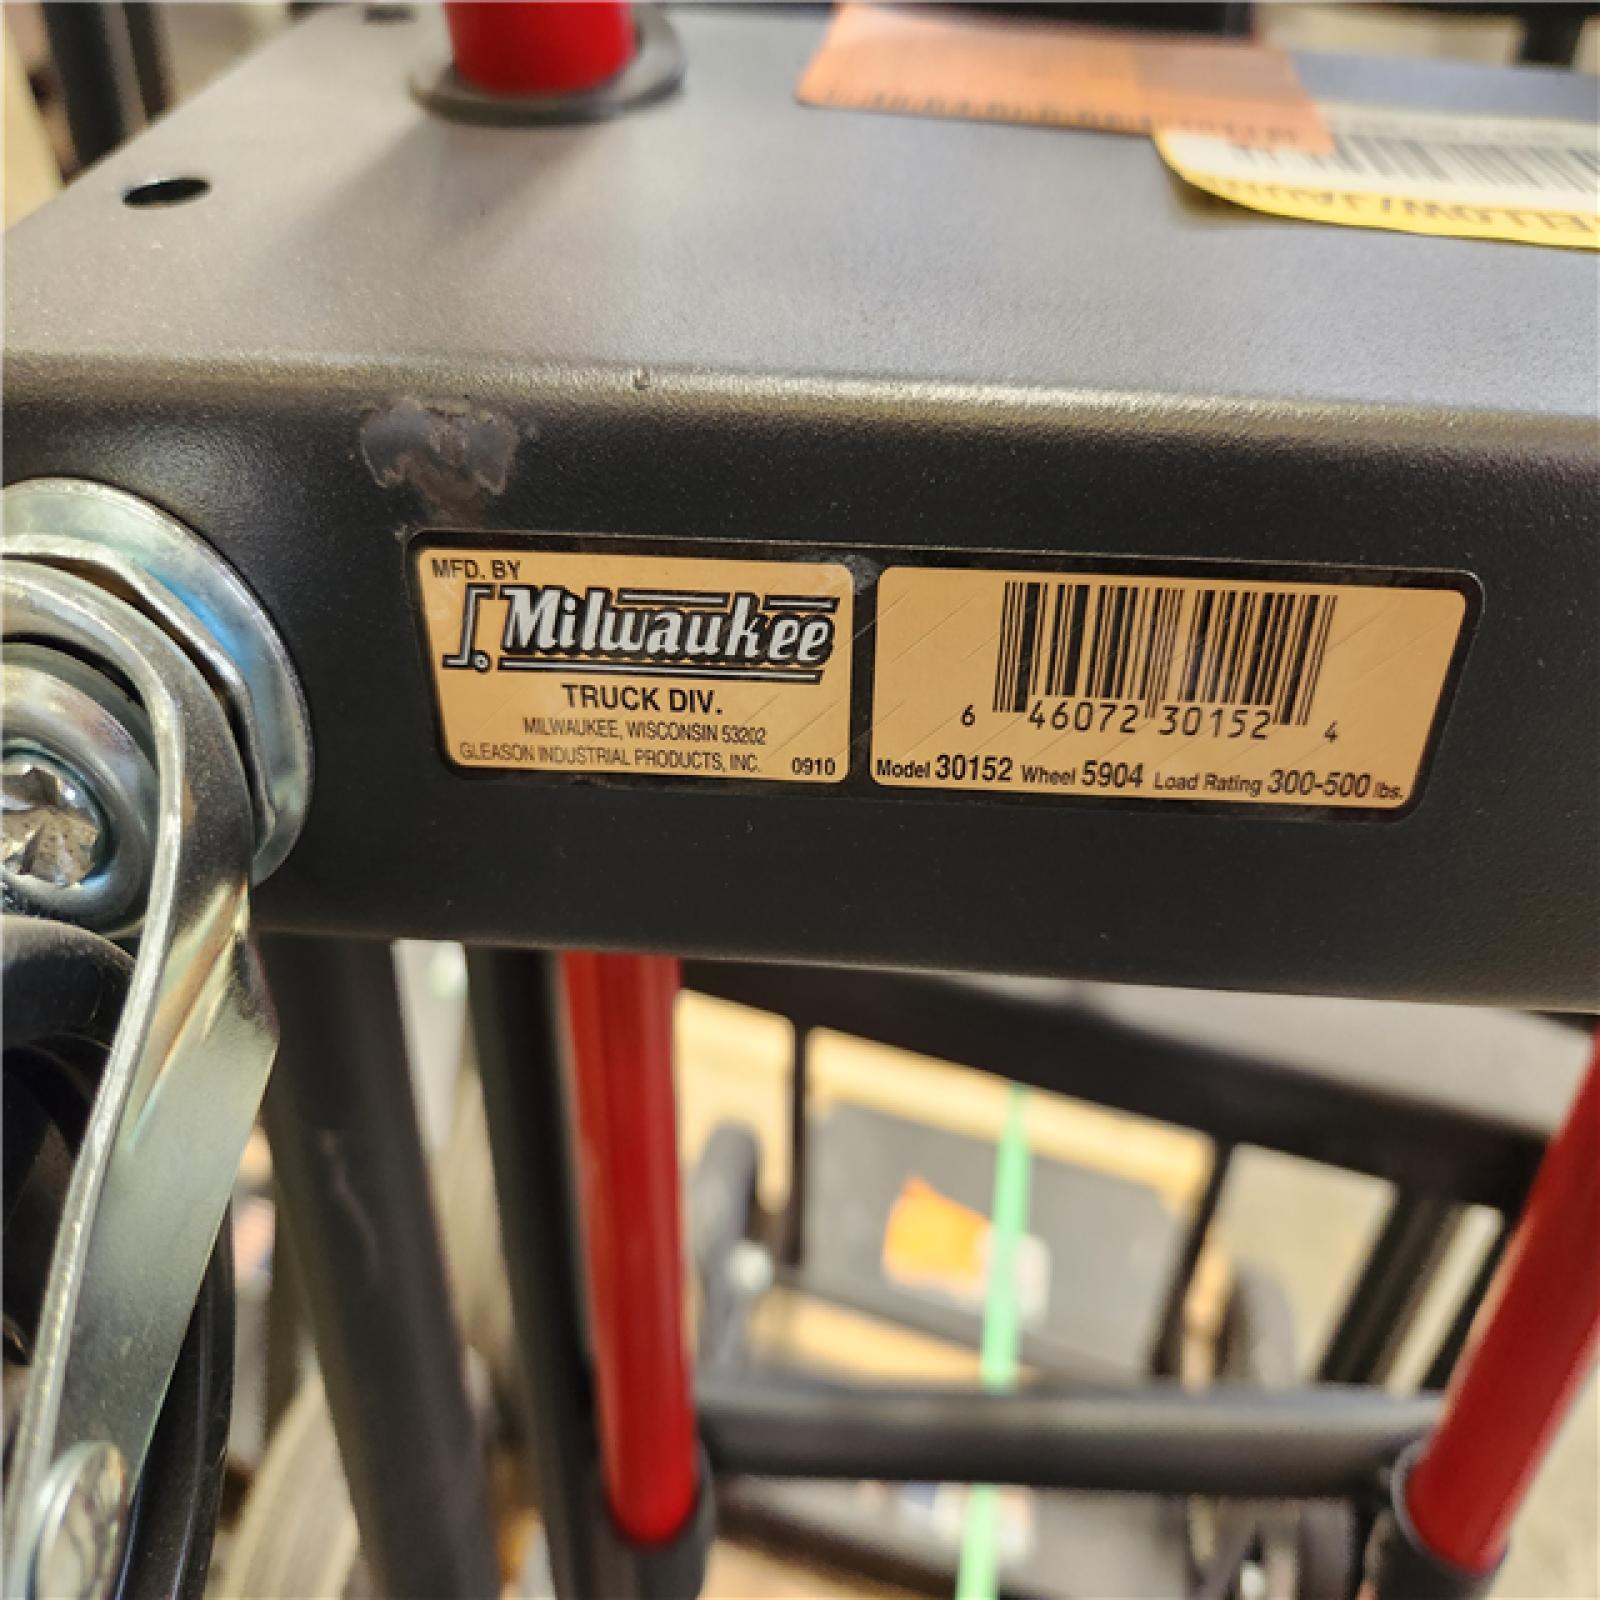 MFD. BY
Milwaukee
TRUCK DIV.
MILWAUKEE, WISCONSIN 53202
GLEASON INDUSTRIAL PRODUCTS, INC. 0910
6 46072 30152 4
Model 30152 Wheel 5904 Load Rating 300-500 lbs.